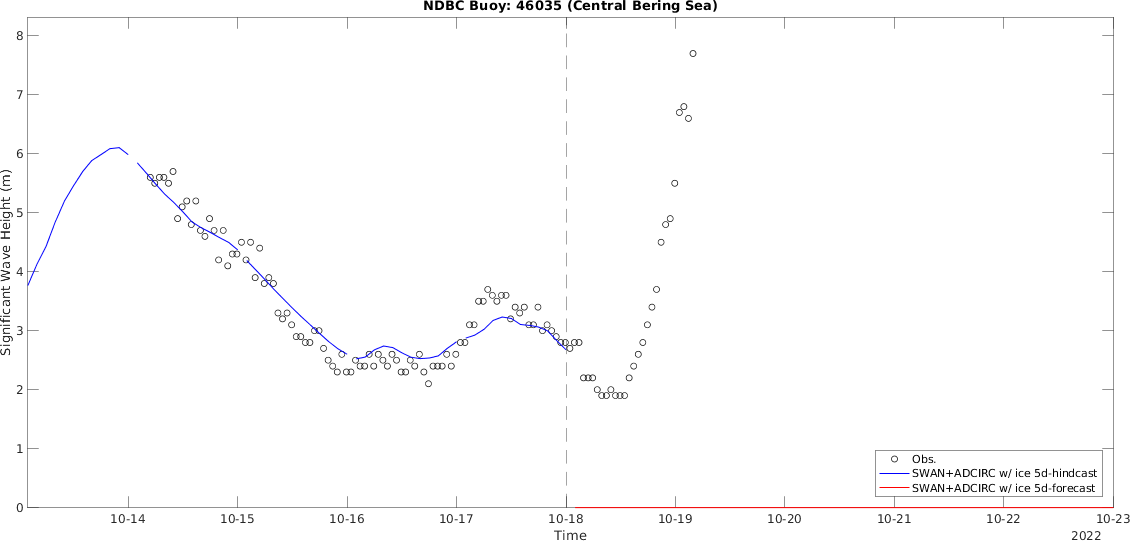 NDBC Buoy: 46035 (Central Bering Sea)
Significant Wave Height (m)
8
7
6
5
4
3
2
1
0
Obs.
SWAN+ADCIRC w/ ice 5d-hindcast
SWAN+ADCIRC w/ ice 5d-forecast
10-14 10-15 10-16 10-17 10-18 10-19 10-20 10-21 10-22 10-23
Time
2022